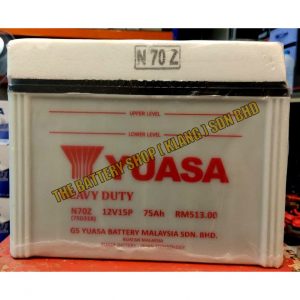 N70Z
UPPER LEVEL
LOWER LEVEL
YUASA
THE BATTERY SHOP ( KLANG ) SDN BHD
HEAVY DUTY
N70Z 12V15P 75Ah RM513.00
GS YUASA BATTERY MALAYSIA SDN. BHD.